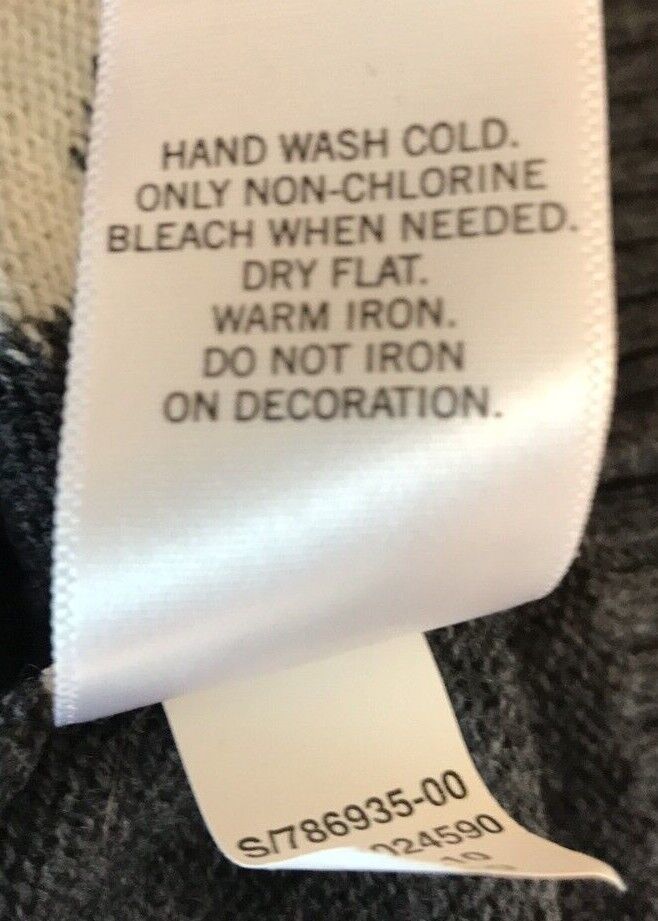 HAND WASH COLD.
ONLY NON-CHLORINE
BLEACH WHEN NEEDED.
DRY FLAT.
WARM IRON.
DO NOT IRON
ON DECORATION.
S/786935-00
024590